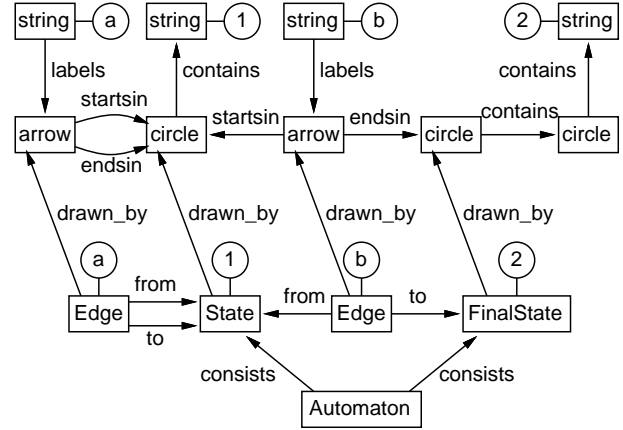 string a string 1 string b 2 string
labels contains labels contains
startsin startsin endsin contains
arrow circle arrow circle circle
endsin
drawn_by drawn_by drawn_by drawn_by
a 1 b 2
from from to
Edge State Edge FinalState
to
consists consists
Automaton